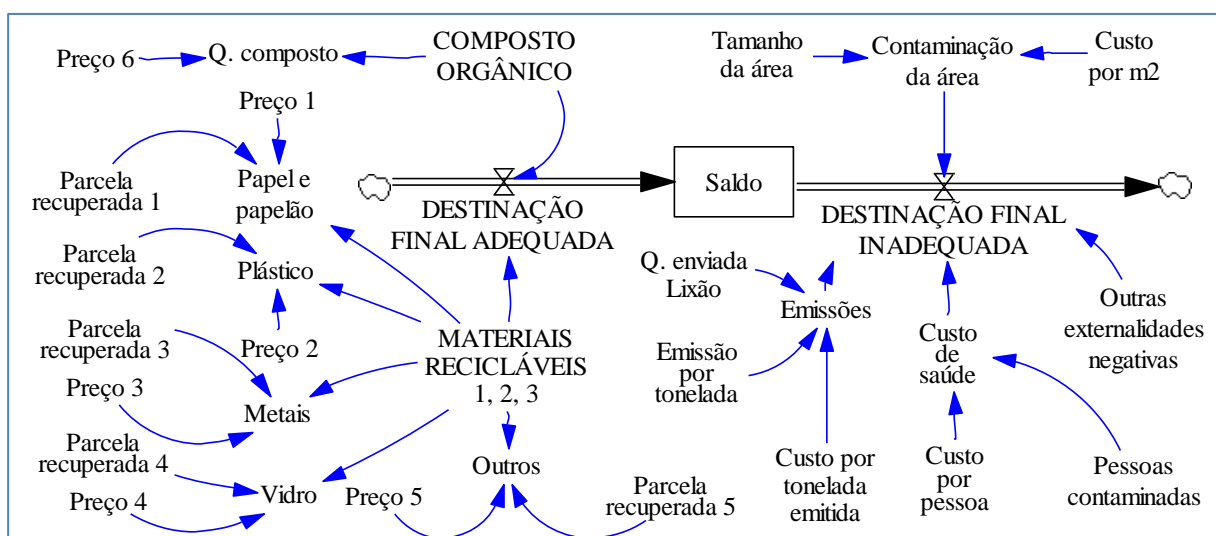 Preço 6
Q. composto
COMPOSTO
ORGÂNICO
Tamanho
da área
Contaminação
da área
Custo
por m2
Preço 1
Parcela
recuperada 1
Papel e
papelão
DESTINAÇÃO
FINAL ADEQUADA
Saldo
DESTINAÇÃO FINAL
INADEQUADA
Parcela
recuperada 2
Plástico
Q. enviada
Lixão
Emissões
Outras
externalidades
negativas
Parcela
recuperada 3
Preço 2
MATERIAIS
RECICLÁVEIS
1, 2, 3
Emissão
por
tonelada
Custo
de
saúde
Preço 3
Metais
Parcela
recuperada 4
Preço 4
Vidro
Preço 5
Outros
Parcela
recuperada 5
Custo por
tonelada
emitida
Custo
por
pessoa
Pessoas
contaminadas